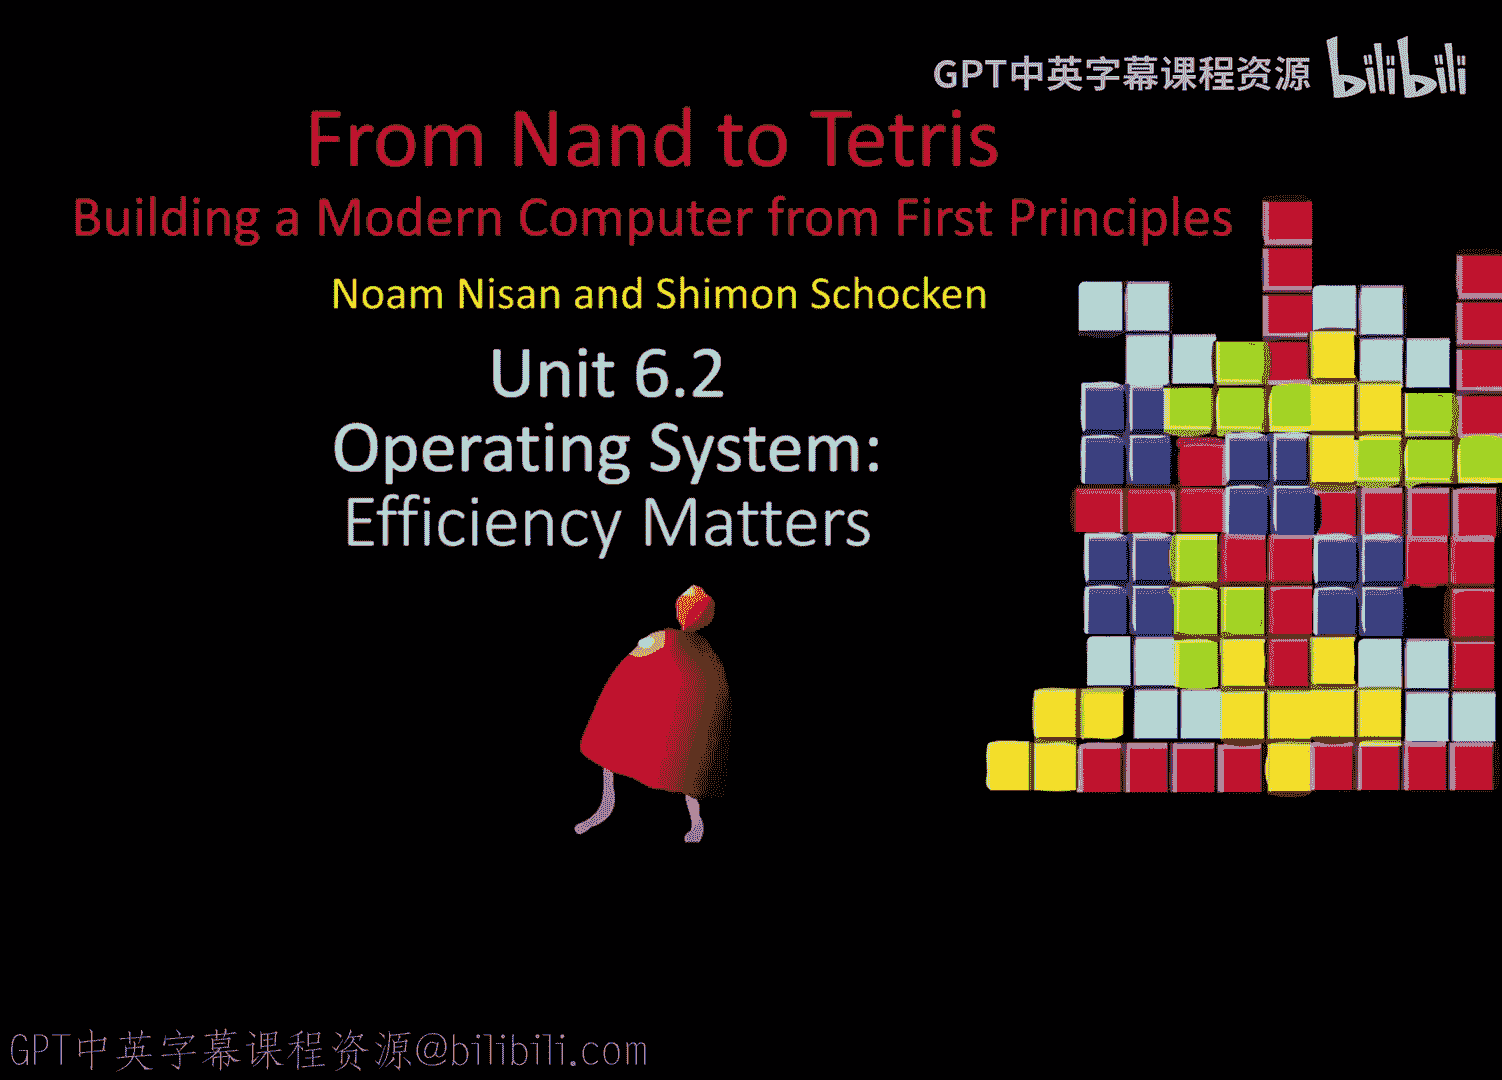 GPT中英字幕课程资源 bilibili
From Nand to Tetris
Building a Modern Computer from First Principles
Noam Nisan and Shimon Schocken
Unit 6.2
Operating System:
Efficiency Matters
GPT中英字幕课程资源@bilibili.com